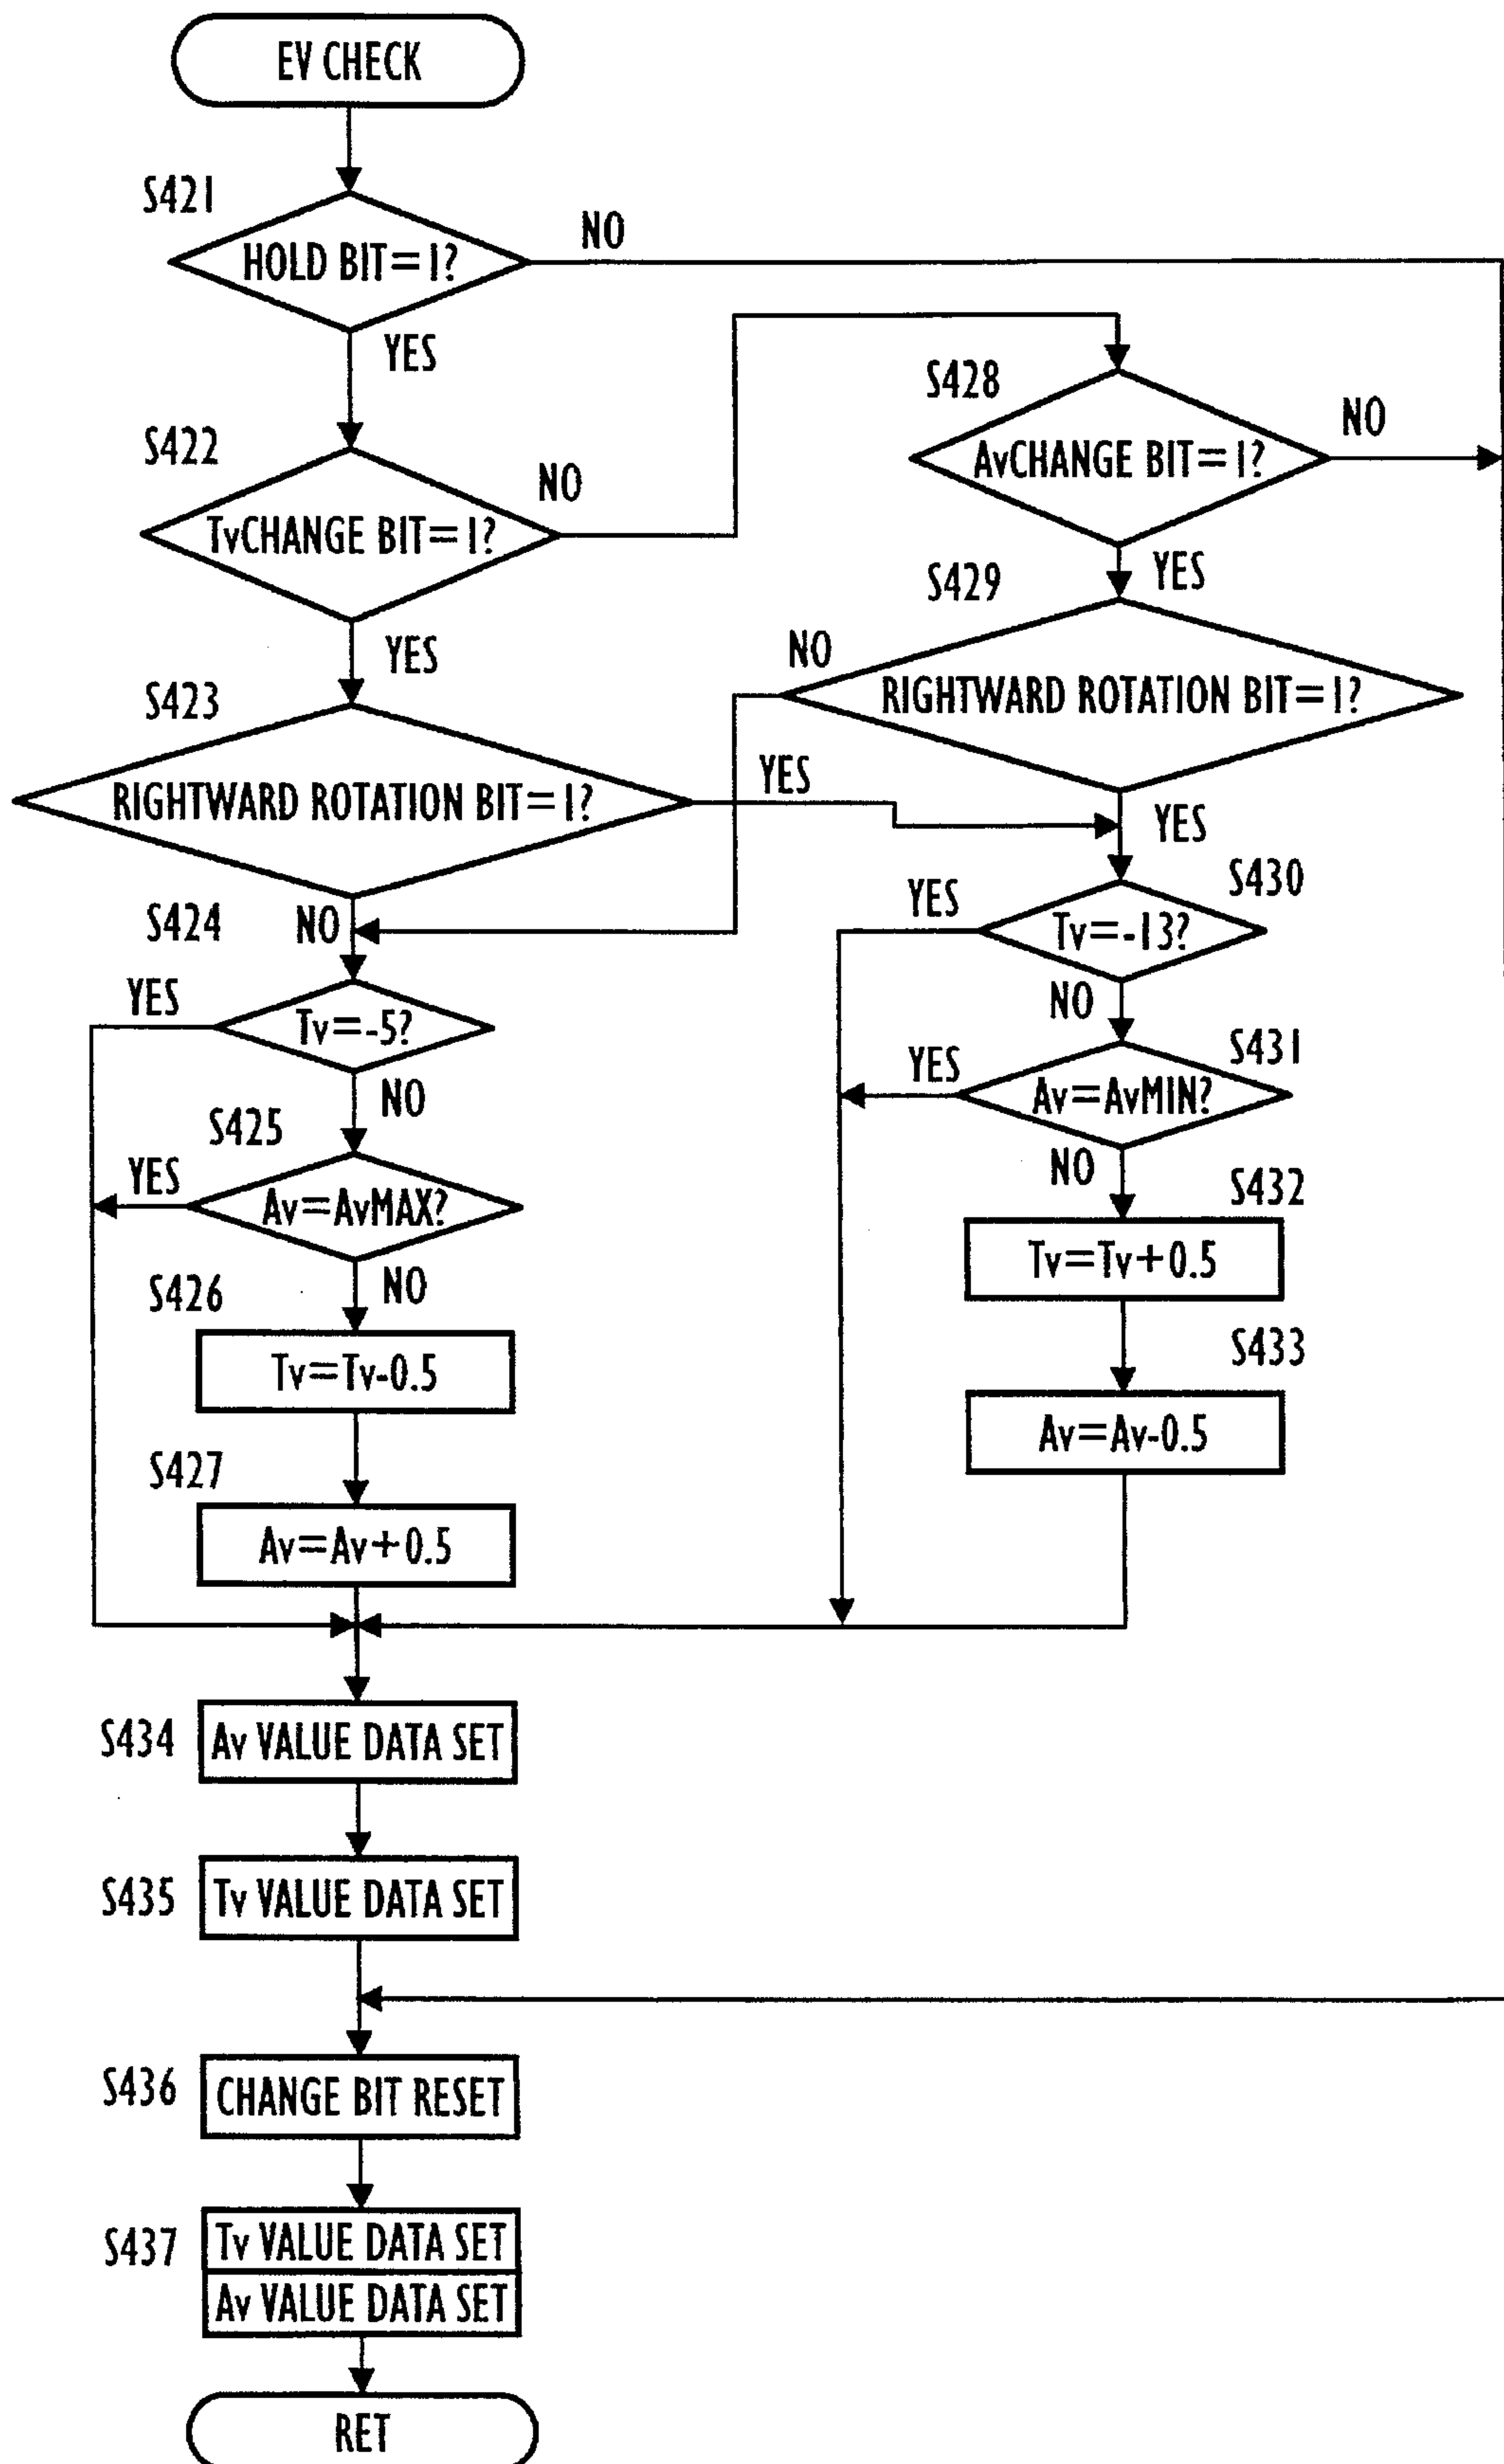 EV CHECK
S421
HOLD BIT=1?
NO
YES
S422
TvCHANGE BIT=1?
NO
YES
S423
RIGHTWARD ROTATION BIT=1?
YES
NO
S424
Tv=-5?
YES
NO
S425
Av=AvMAX?
YES
NO
S426
Tv=Tv-0.5
S427
Av=Av+0.5
S428
AvCHANGE BIT=1?
NO
YES
S429
RIGHTWARD ROTATION BIT=1?
NO
YES
S430
Tv=-13?
YES
NO
S431
Av=AvMIN?
YES
NO
S432
Tv=Tv+0.5
S433
Av=Av-0.5
S434
Av VALUE DATA SET
S435
Tv VALUE DATA SET
S436
CHANGE BIT RESET
S437
Tv VALUE DATA SET
Av VALUE DATA SET
RET